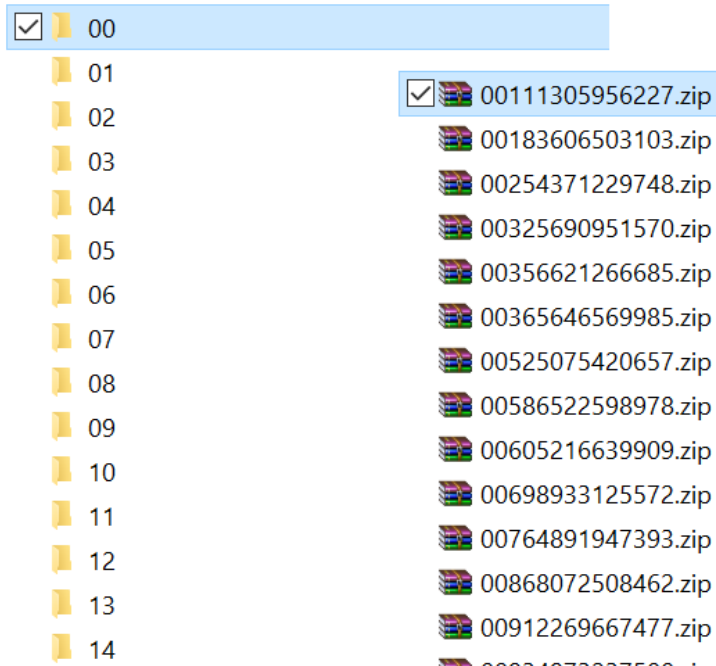 00
01
02
03
04
05
06
07
08
09
10
11
12
13
14
00111305956227.zip
00183606503103.zip
00254371229748.zip
00325690951570.zip
00356621266685.zip
00365646569985.zip
00525075420657.zip
00586522598978.zip
00605216639909.zip
00698933125572.zip
00764891947393.zip
00868072508462.zip
00912269667477.zip